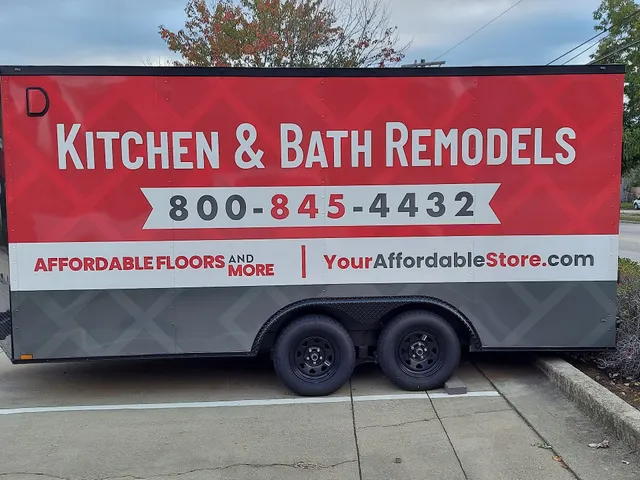 D
KITCHEN & BATH REMODELS
800-845-4432
AFFORDABLE FLOORS AND MORE | YourAffordableStore.com